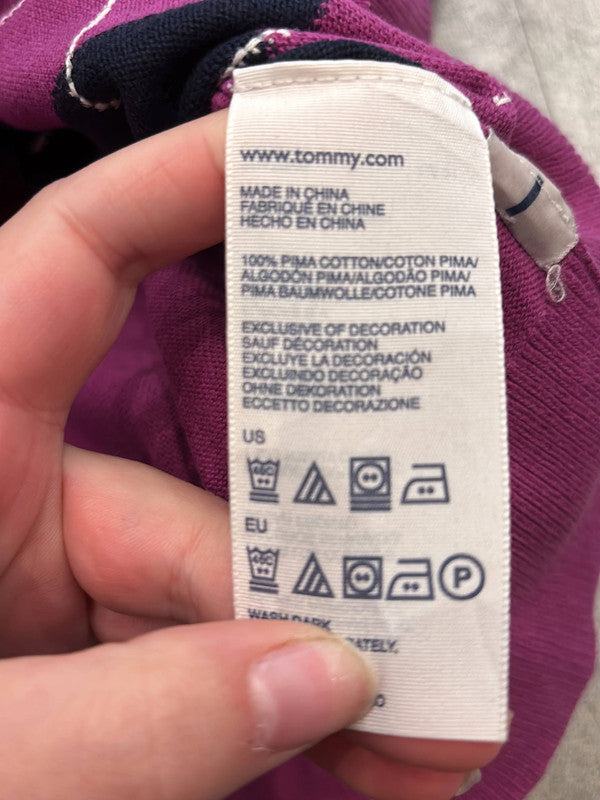 www.tommy.com
MADE IN CHINA
FABRIQUÉ EN CHINE
HECHO EN CHINA
100% PIMA COTTON/COTON PIMA/
ALGODÓN PIMA/ALGODÃO PIMA/
PIMA BAUMWOLLE/COTONE PIMA
EXCLUSIVE OF DECORATION
SAUF DÉCORATION
EXCLUYE LA DECORACIÓN
EXCLUINDO DECORAÇÃO
OHNE DEKORATION
ECCETTO DECORAZIONE
US
EU
P
WASH DARK